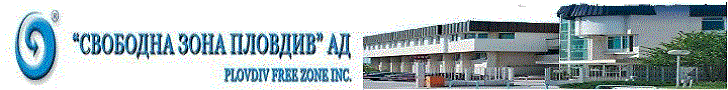 ®
"СВОБОДНА ЗОНА ПЛОВДИВ" АД
PLOVDIV FREE ZONE INC.